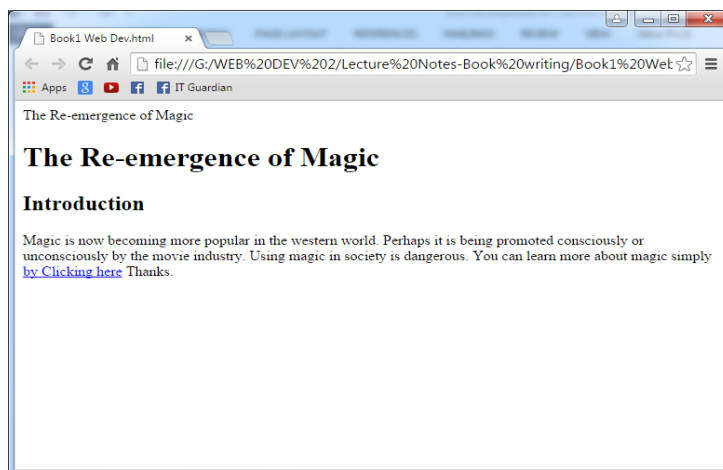 Book1 Web Dev.html
file:///G:/WEB%20DEV%202/Lecture%20Notes-Book%20writing/Book1%20Web
Apps IT Guardian
The Re-emergence of Magic
The Re-emergence of Magic
Introduction
Magic is now becoming more popular in the western world. Perhaps it is being promoted consciously or
unconsciously by the movie industry. Using magic in society is dangerous. You can learn more about magic simply
by Clicking here Thanks.